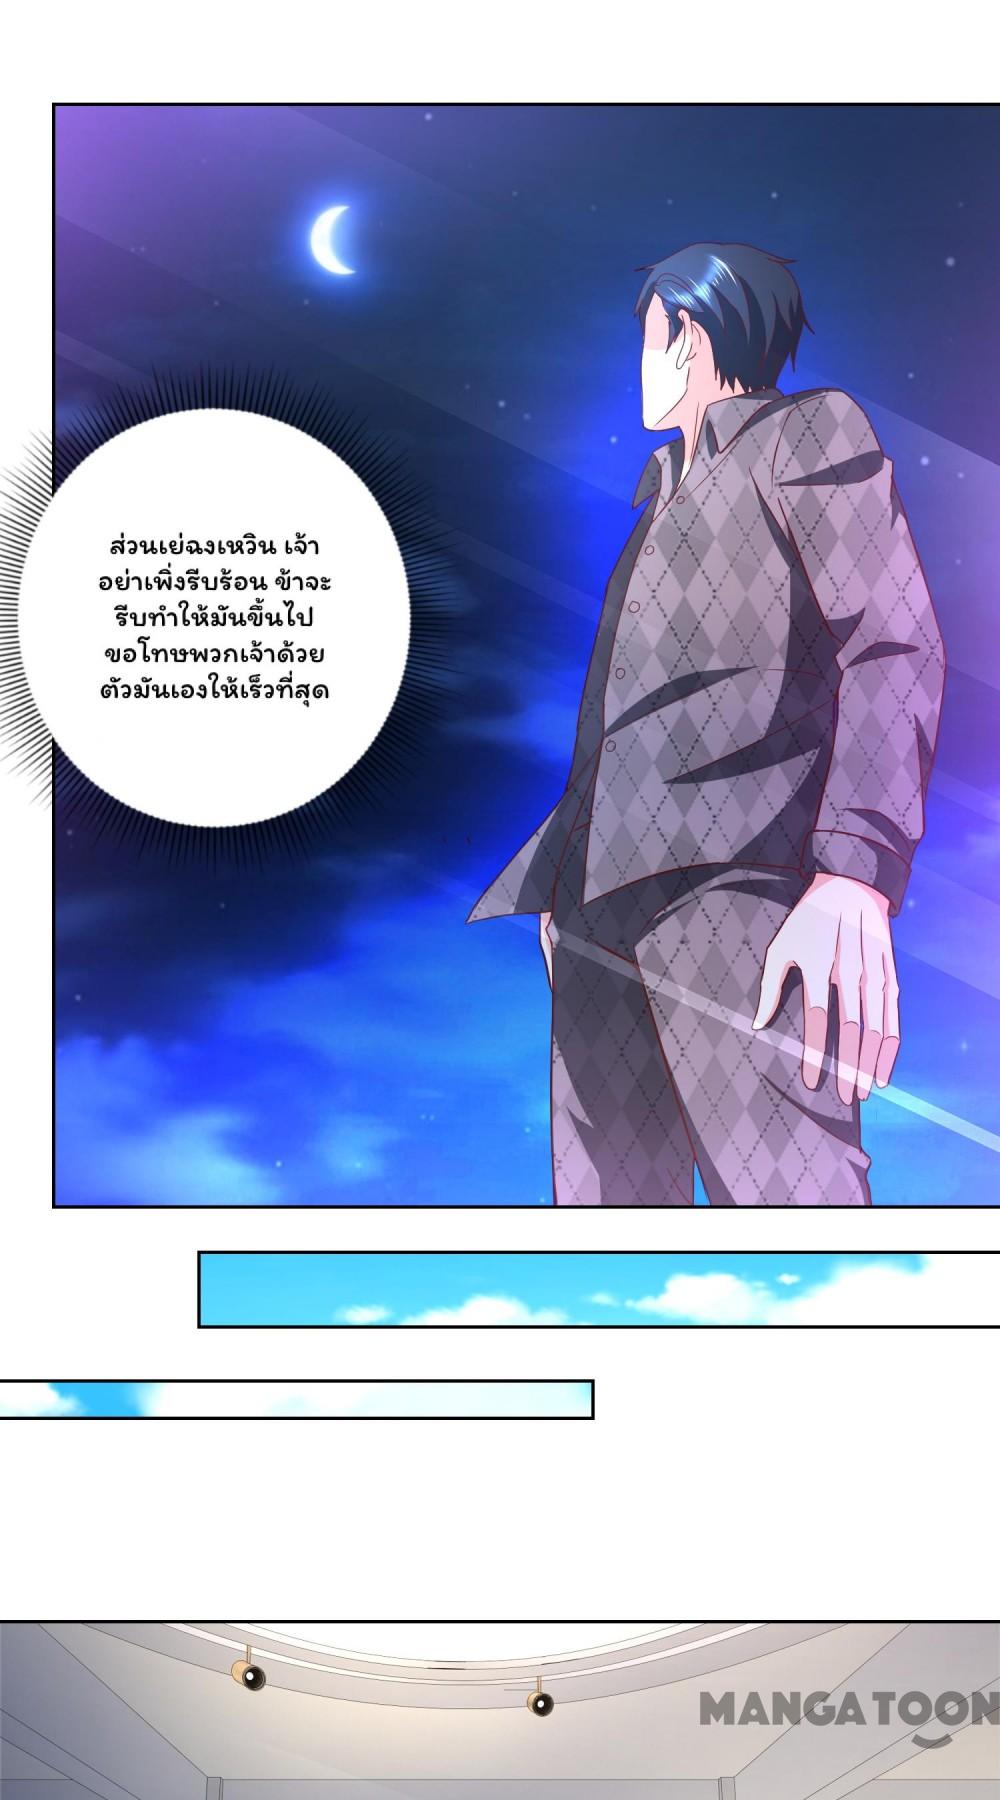 ส่วนเย่ฉงเหวิน เจ้า
อย่าเพิ่งรีบร้อน ข้าจะ
รีบทำให้มันขึ้นไป
ขอโทษพวกเจ้าด้วย
ตัวมันเองให้เร็วที่สุด
MANGATOON